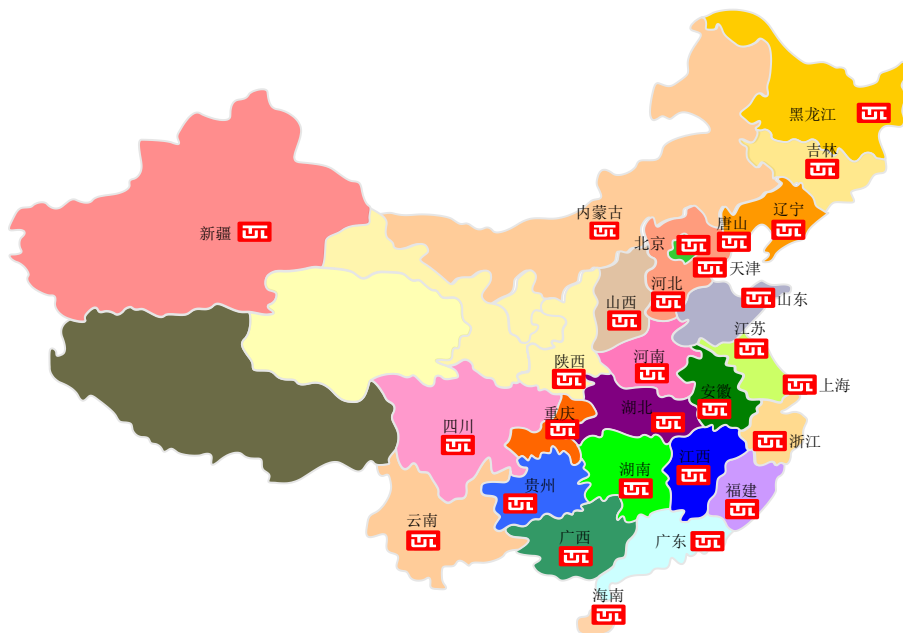 黑龙江
吉林
内蒙古
辽宁
唐山
新疆
北京
天津
河北
山西
山东
江苏
河南
陕西
上海
安徽
重庆
湖北
四川
浙江
江西
湖南
贵州
福建
云南
广西
广东
海南